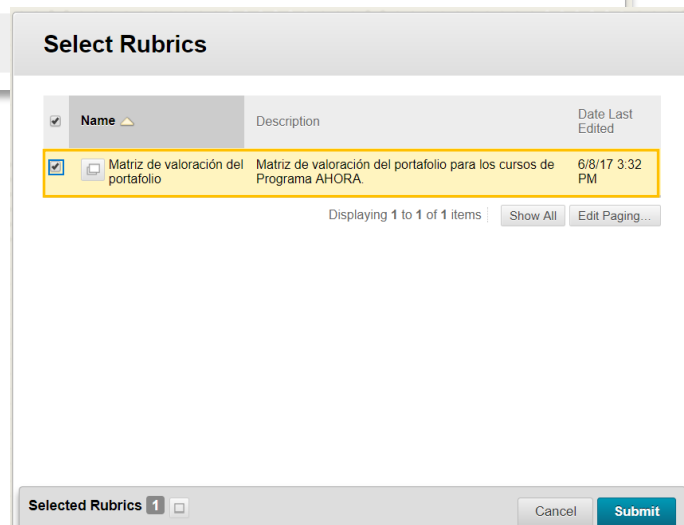 Select Rubrics
Name Description Date Last
Edited
Matriz de valoración del Matriz de valoración del portafolio para los cursos de 6/8/17 3:32
portafolio Programa AHORA. PM
Displaying 1 to 1 of 1 items Show All Edit Paging...
Selected Rubrics 1
Cancel Submit